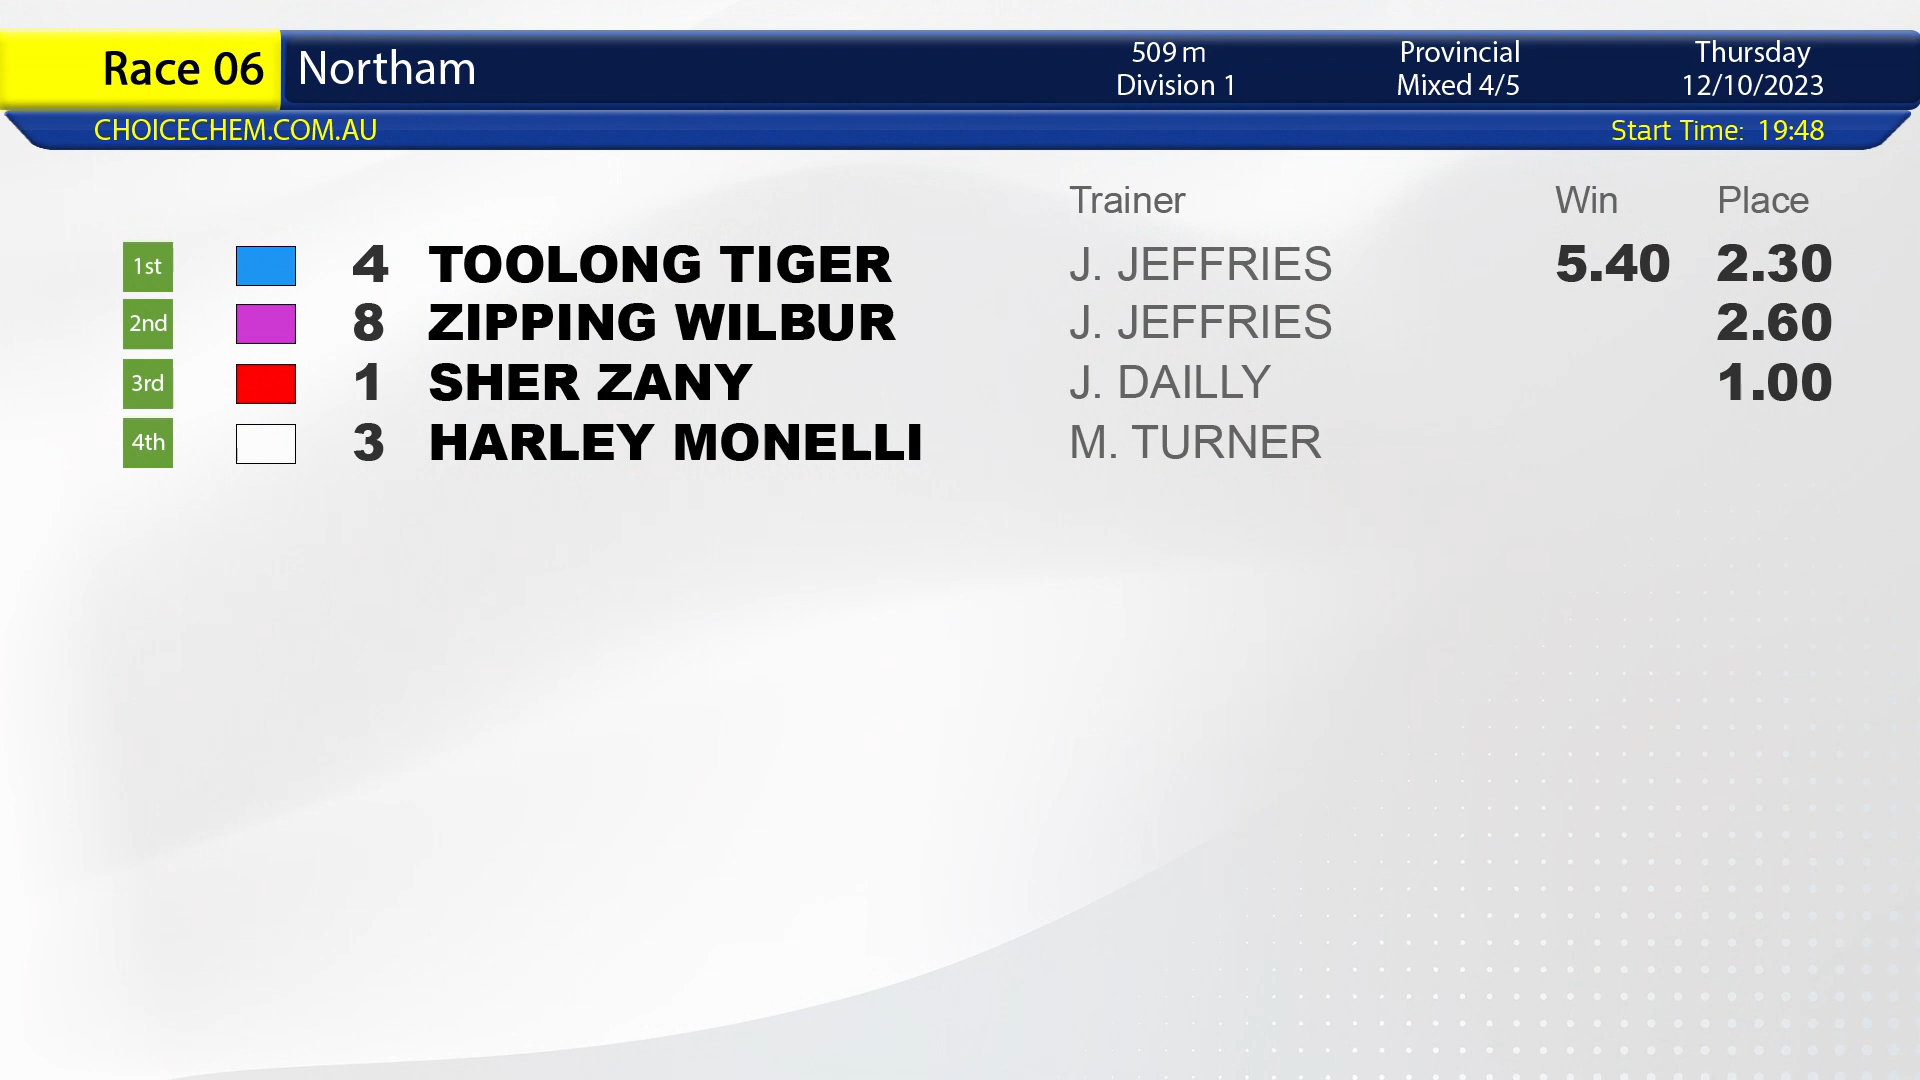 Race 06 Northam 509 m Provincial Thursday
Division 1 Mixed 4/5 12/10/2023
CHOICECHEM.COM.AU Start Time: 19:48
Trainer Win Place
1st 4 TOOLONG TIGER J. JEFFRIES 5.40 2.30
2nd 8 ZIPPING WILBUR J. JEFFRIES 2.60
3rd 1 SHER ZANY J. DAILLY 1.00
4th 3 HARLEY MONELLI M. TURNER